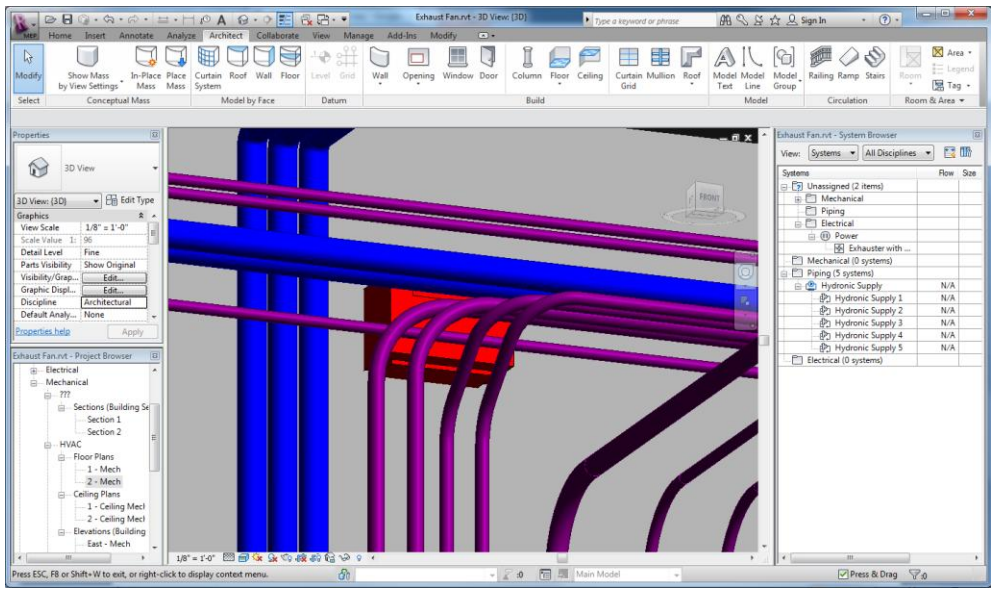 Exhaust Fan.rvt - 3D View: {3D}
Type a keyword or phrase
Sign In
MEP
Home Insert Annotate Analyze Architect Collaborate View Manage Add-Ins Modify
Modify
Show Mass by View Settings
In-Place Mass
Place Mass
Curtain System
Roof
Wall
Floor
Level
Grid
Wall
Opening
Window
Door
Column
Floor
Ceiling
Curtain Grid
Mullion
Roof
Model Text
Model Line
Model Group
Railing
Ramp
Stairs
Room
Area
Legend
Tag
Select
Conceptual Mass
Model by Face
Datum
Build
Model
Circulation
Room & Area
Properties
3D View
3D View: {3D}
Edit Type
Graphics
View Scale 1/8" = 1'-0"
Scale Value 1: 96
Detail Level Fine
Parts Visibility Show Original
Visibility/Grap... Edit...
Graphic Displ... Edit...
Discipline Architectural
Default Analy... None
Properties help
Apply
Exhaust Fan.rvt - Project Browser
Electrical
Mechanical
???
Sections (Building Se
Section 1
Section 2
HVAC
Floor Plans
1 - Mech
2 - Mech
Ceiling Plans
1 - Ceiling Mecl
2 - Ceiling Mecl
Elevations (Building
East - Mech
FRONT
1/8" = 1'-0"
Exhaust Fan.rvt - System Browser
View: Systems All Disciplines
Systems Flow Size
Unassigned (2 items)
Mechanical
Piping
Electrical
Power
Exhauster with ...
Mechanical (0 systems)
Piping (5 systems)
Hydronic Supply N/A
Hydronic Supply 1 N/A
Hydronic Supply 2 N/A
Hydronic Supply 3 N/A
Hydronic Supply 4 N/A
Hydronic Supply 5 N/A
Electrical (0 systems)
Press ESC, F8 or Shift+W to exit, or right-click to display context menu.
:0
Main Model
Press & Drag
:0